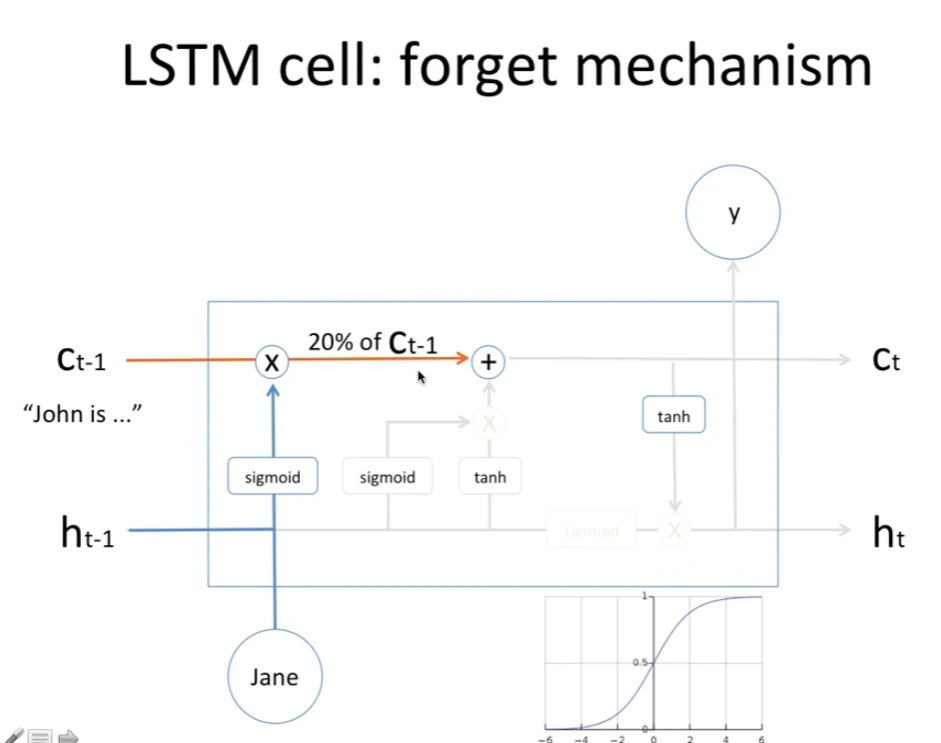 LSTM cell: forget mechanism
y
20% of Ct-1
Ct-1
X
+
Ct
"John is ..."
X
tanh
sigmoid
sigmoid
tanh
ht-1
sigmoid
X
ht
Jane
1
0.5
0
-6 -4 -2 0 2 4 6